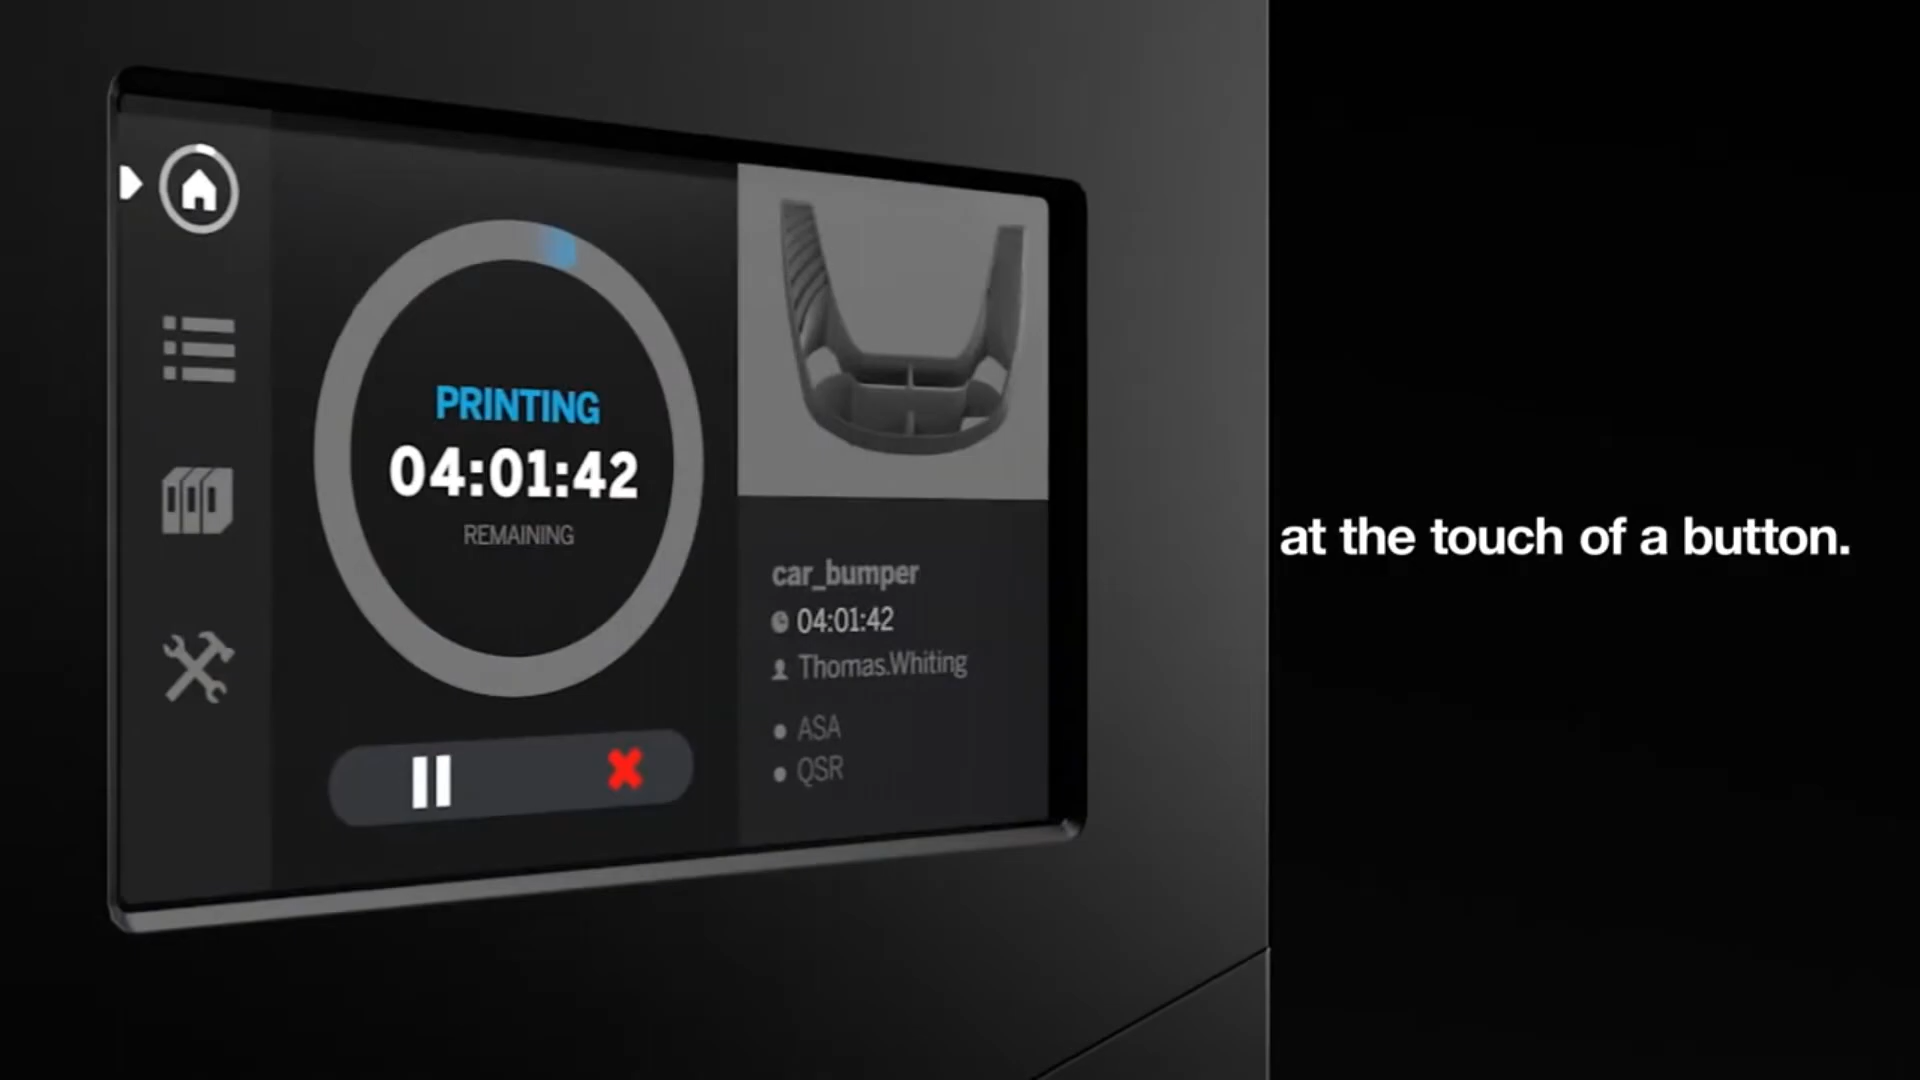 PRINTING
04:01:42
REMAINING
car_bumper
04:01:42
Thomas.Whiting
ASA
QSR
at the touch of a button.